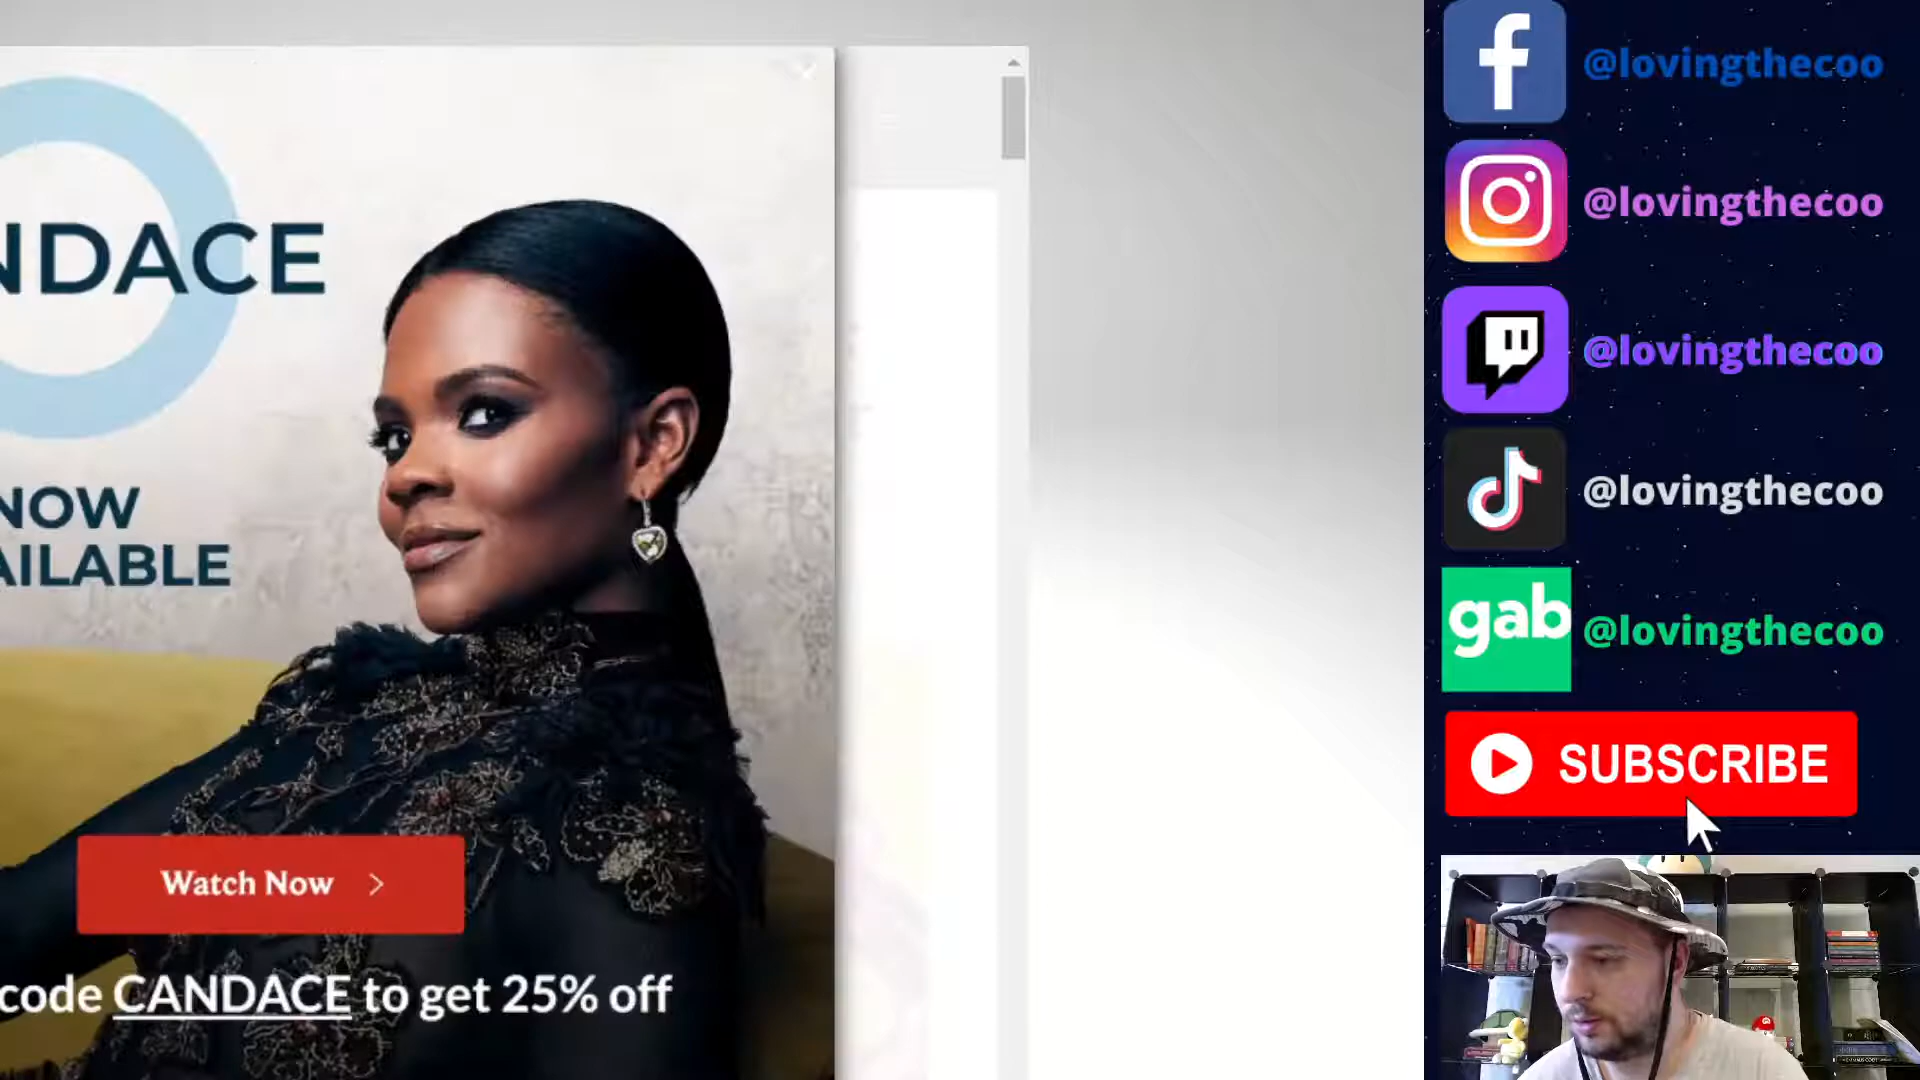 NDACE
NOW
AILABLE
Watch Now
code CANDACE to get 25% off
@lovingthecoo
@lovingthecoo
@lovingthecoo
@lovingthecoo
gab @lovingthecoo
SUBSCRIBE